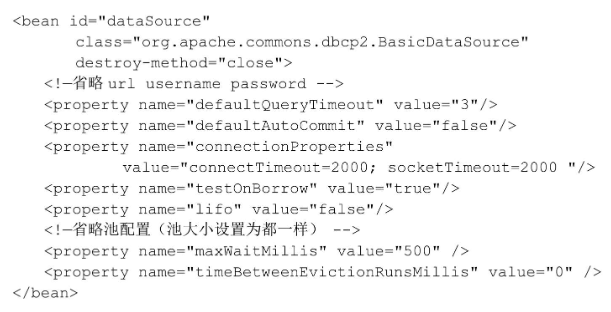 <bean id="dataSource"
class="org.apache.commons.dbcp2.BasicDataSource"
destroy-method="close">
<!—省略 url username password -->
<property name="defaultQueryTimeout" value="3"/>
<property name="defaultAutoCommit" value="false"/>
<property name="connectionProperties"
value="connectTimeout=2000; socketTimeout=2000 "/>
<property name="testOnBorrow" value="true"/>
<property name="lifo" value="false"/>
<!—省略池配置（池大小设置为都一样） -->
<property name="maxWaitMillis" value="500" />
<property name="timeBetweenEvictionRunsMillis" value="0" />
</bean>